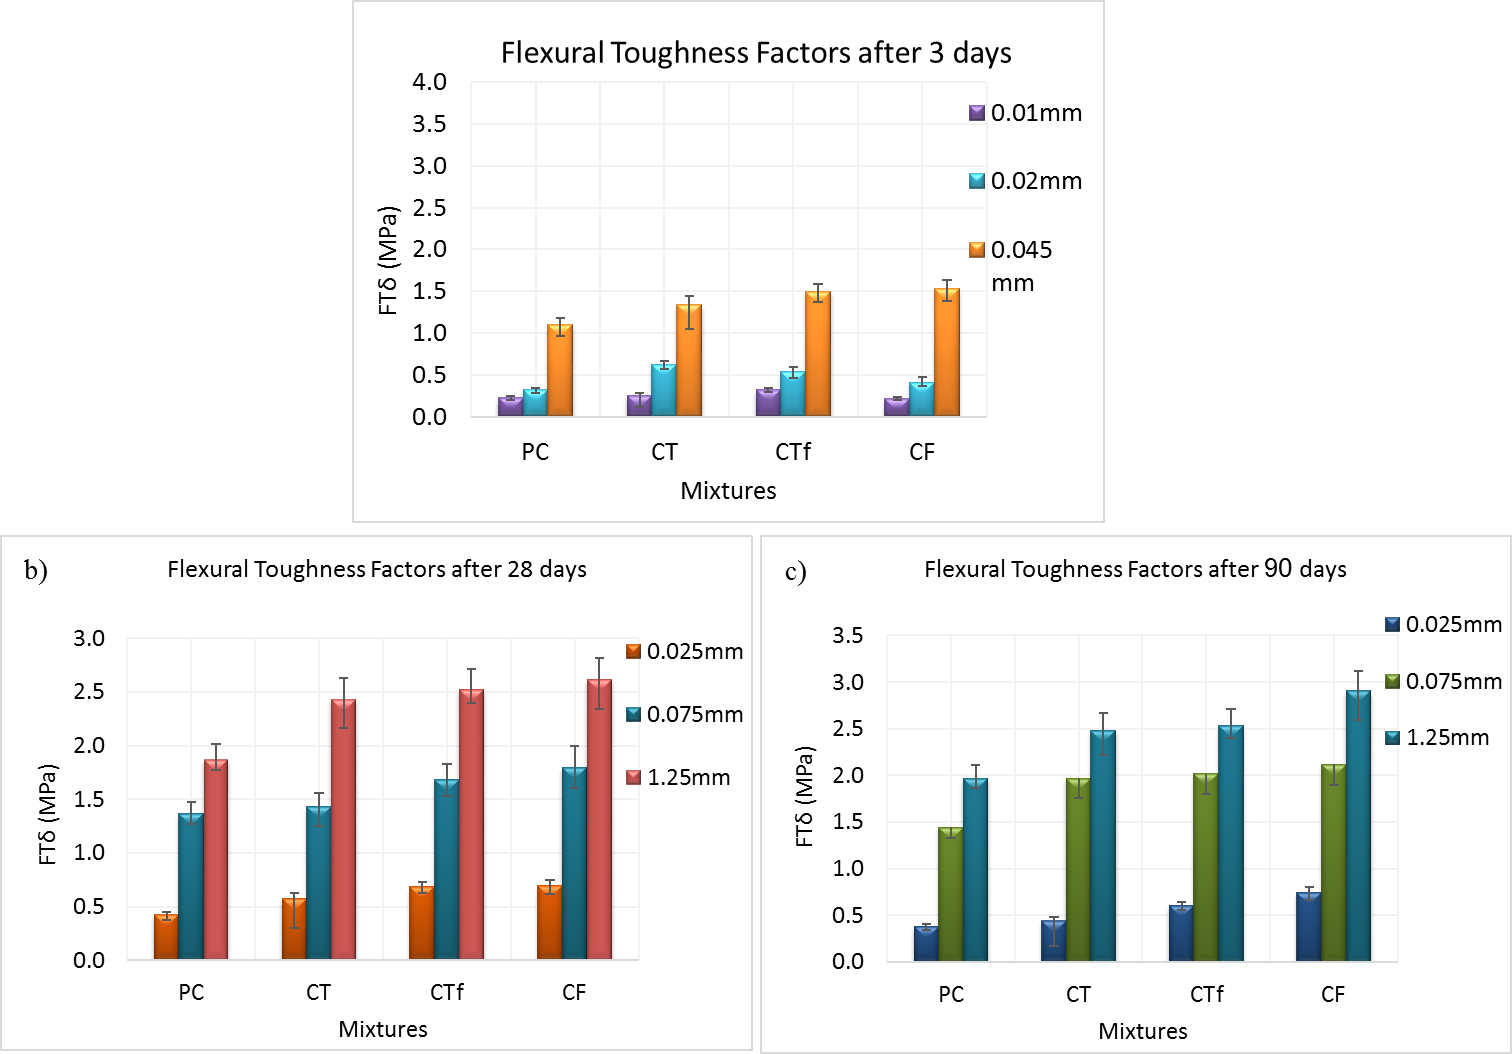 Flexural Toughness Factors after 3 days
4.0
3.5
3.0
2.5
2.0
1.5
1.0
0.5
0.0
FTδ (MPa)
0.01mm
0.02mm
0.045
mm
PC CT CTf CF
Mixtures
b)
Flexural Toughness Factors after 28 days
3.0
2.5
2.0
1.5
1.0
0.5
0.0
FTδ (MPa)
0.025mm
0.075mm
1.25mm
PC CT CTf CF
Mixtures
c)
Flexural Toughness Factors after 90 days
3.5
3.0
2.5
2.0
1.5
1.0
0.5
0.0
FTδ (MPa)
0.025mm
0.075mm
1.25mm
PC CT CTf CF
Mixtures